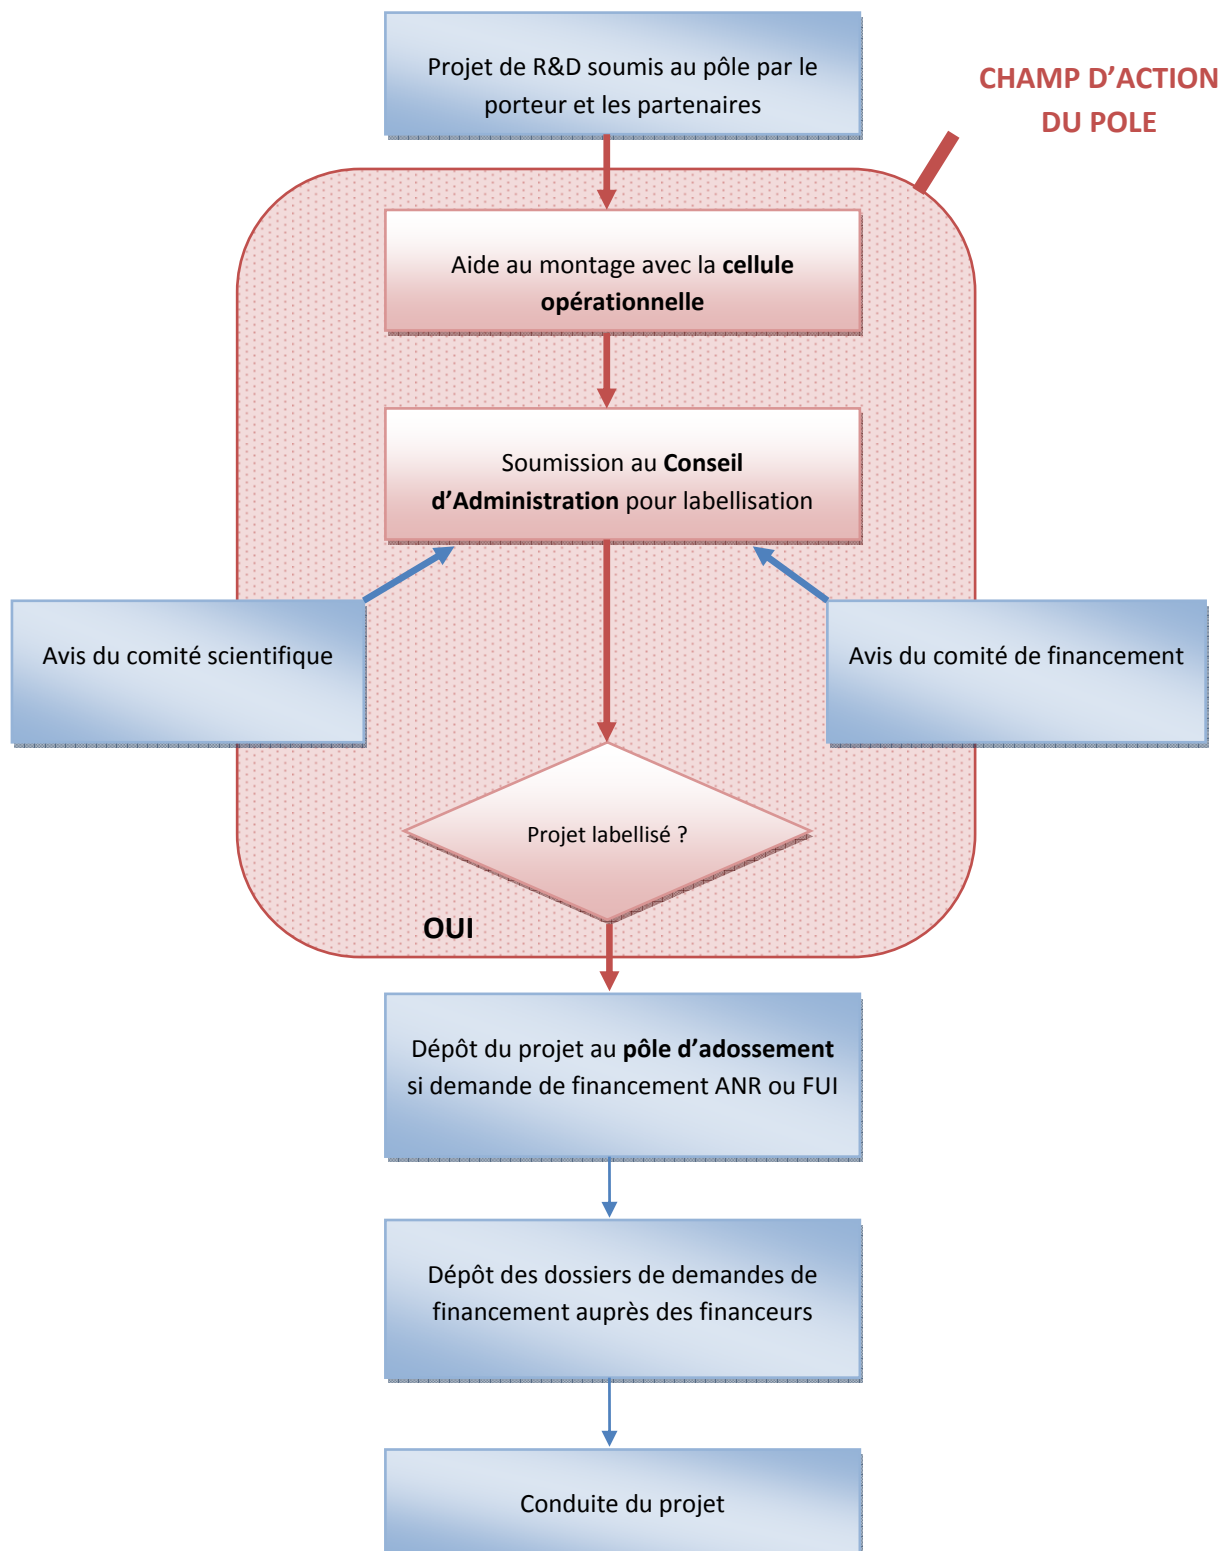 Projet de R&D soumis au pôle par le
porteur et les partenaires
CHAMP D’ACTION
DU POLE
Aide au montage avec la cellule
opérationnelle
Soumission au Conseil
d’Administration pour labellisation
Avis du comité scientifique
Avis du comité de financement
Projet labellisé ?
OUI
Dépôt du projet au pôle d’adossement
si demande de financement ANR ou FUI
Dépôt des dossiers de demandes de
financement auprès des financeurs
Conduite du projet